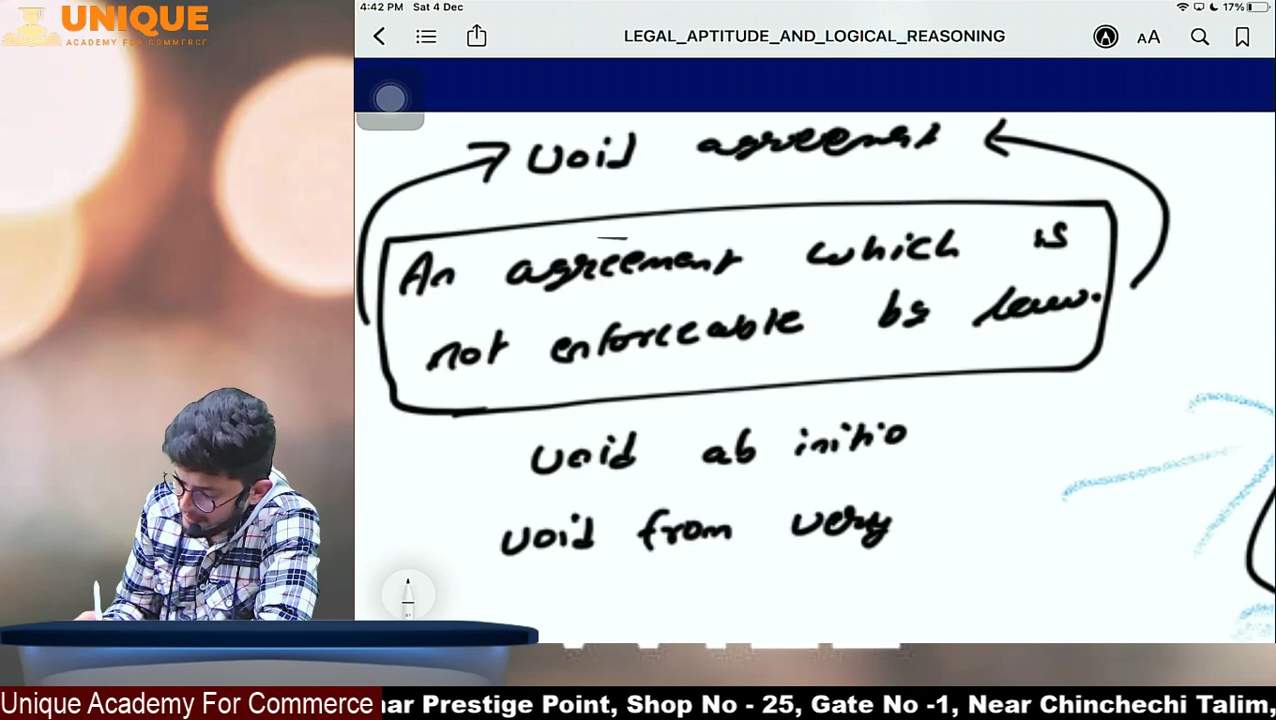 UNIQUE
ACADEMY FOR COMMERCE
4:42 PM Sat 4 Dec
17%
LEGAL_APTITUDE_AND_LOGICAL_REASONING
AA
void agreement
An agreement which is
not enforceable by law.
void ab initio
void from very
Unique Academy For Commerce
ar Prestige Point, Shop No - 25, Gate No -1, Near Chinchechi Talim,